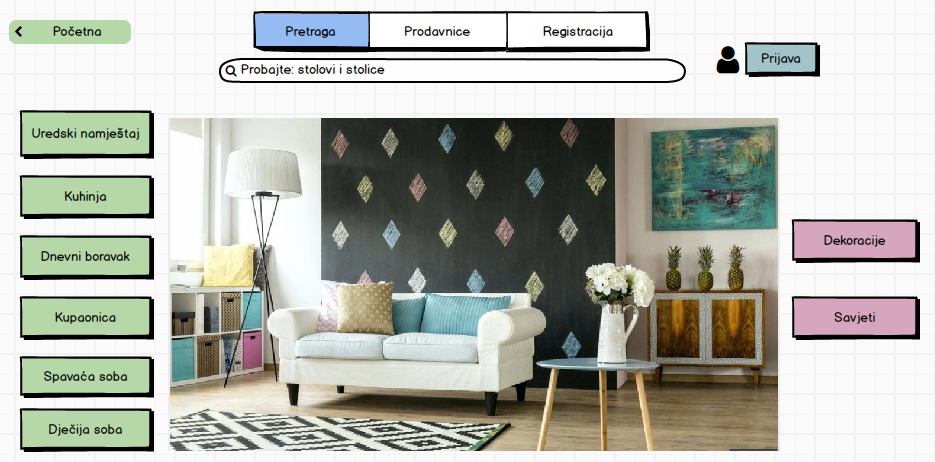 Početna
Pretraga
Prodavnice
Registracija
Probajte: stolovi i stolice
Prijava
Uredski namještaj
Kuhinja
Dnevni boravak
Kupaonica
Spavaća soba
Dječija soba
Dekoracije
Savjeti